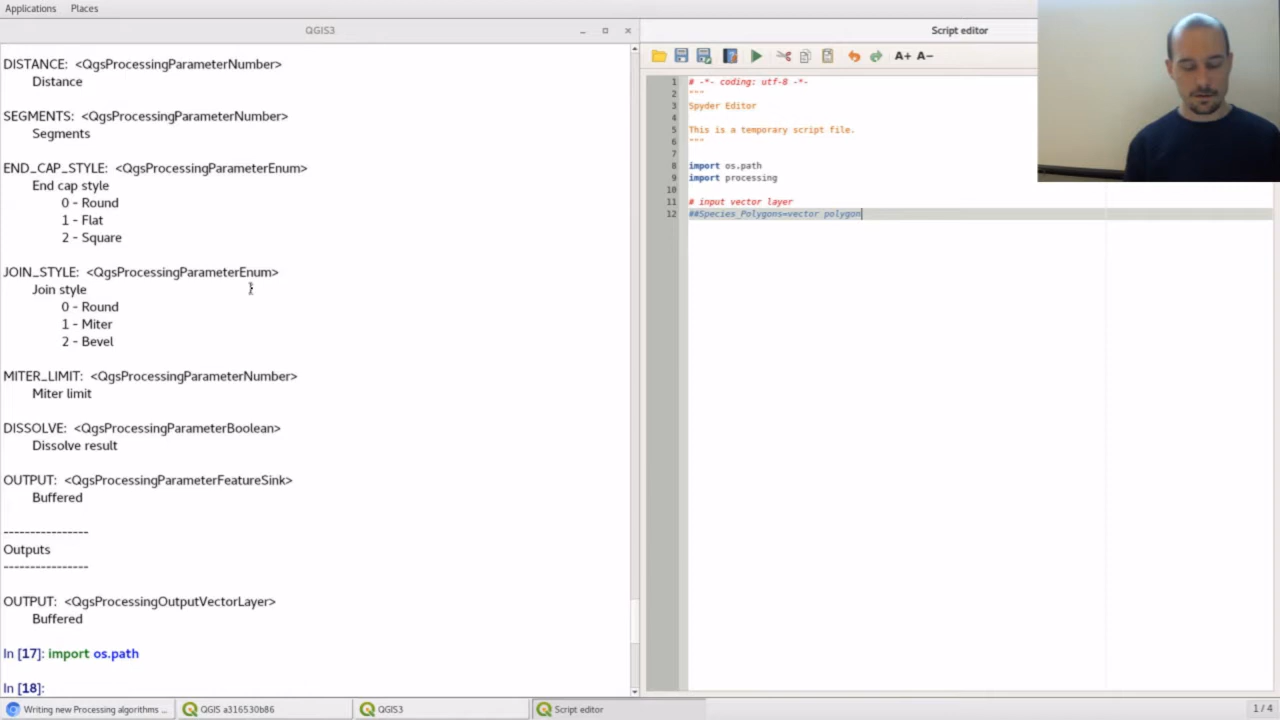 Applications Places
QGIS3
DISTANCE: <QgsProcessingParameterNumber>
Distance
SEGMENTS: <QgsProcessingParameterNumber>
Segments
END_CAP_STYLE: <QgsProcessingParameterEnum>
End cap style
0 - Round
1 - Flat
2 - Square
JOIN_STYLE: <QgsProcessingParameterEnum>
Join style
0 - Round
1 - Miter
2 - Bevel
MITER_LIMIT: <QgsProcessingParameterNumber>
Miter limit
DISSOLVE: <QgsProcessingParameterBoolean>
Dissolve result
OUTPUT: <QgsProcessingParameterFeatureSink>
Buffered
----------------
Outputs
----------------
OUTPUT: <QgsProcessingOutputVectorLayer>
Buffered
In [17]: import os.path
In [18]:
Script editor
A+ A-
1 # -*- coding: utf-8 -*-
2 """
3 Spyder Editor
4
5 This is a temporary script file.
6 """
7
8 import os.path
9 import processing
10
11 # input vector layer
12 ##Species_Polygons=vector polygon
Writing new Processing algorithms ...
QGIS a316530b86
QGIS3
Script editor
1 / 4